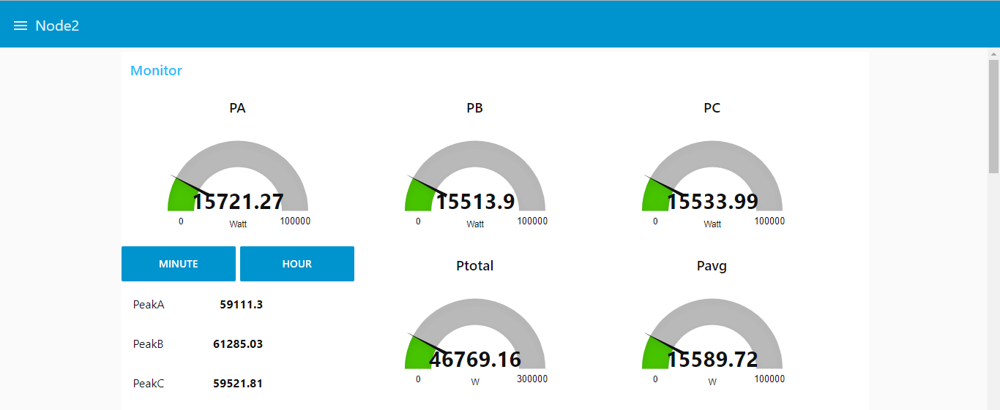 Node2
Monitor
PA
PB
PC
15721.27
0
Watt
100000
15513.9
0
Watt
100000
15533.99
0
Watt
100000
MINUTE
HOUR
PeakA 59111.3
PeakB 61285.03
PeakC 59521.81
Ptotal
Pavg
46769.16
0
W
300000
15589.72
0
W
100000